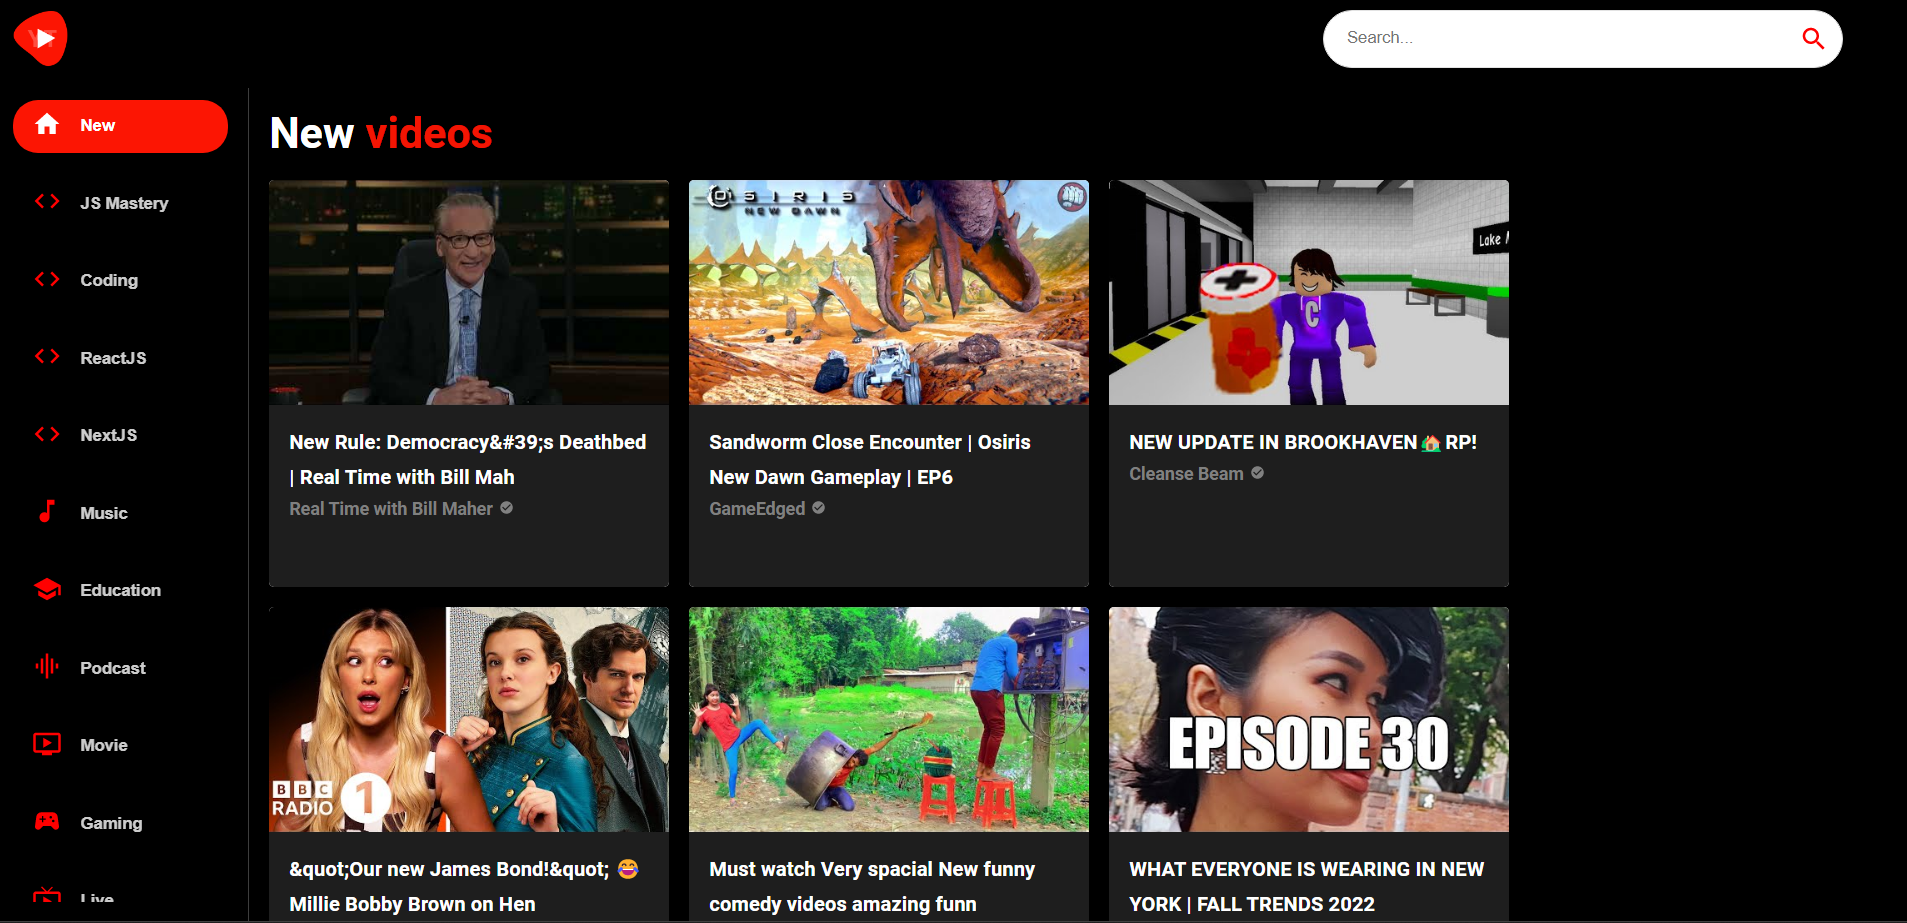 YT
Search...
New
JS Mastery
Coding
ReactJS
NextJS
Music
Education
Podcast
Movie
Gaming
Live
New videos
OSIRIS
NEW DAWN
Lake
C
New Rule: Democracy&#39;s Deathbed
| Real Time with Bill Mah
Real Time with Bill Maher
Sandworm Close Encounter | Osiris
New Dawn Gameplay | EP6
GameEdged
NEW UPDATE IN BROOKHAVEN🏡RP!
Cleanse Beam
BBC
RADIO 1
EPISODE 30
&quot;Our new James Bond!&quot; 😂
Millie Bobby Brown on Hen
Must watch Very spacial New funny
comedy videos amazing funn
WHAT EVERYONE IS WEARING IN NEW
YORK | FALL TRENDS 2022